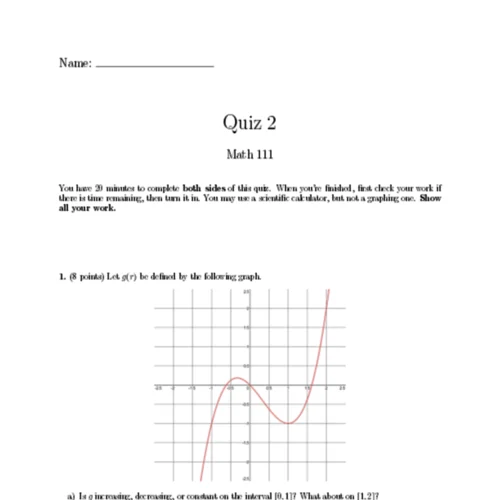 Name:
Quiz 2
Math 111
You have 20 minutes to complete both sides of this quiz. When you're finished, first check your work if
there is time remaining, then turn it in. You may use a scientific calculator, but not a graphing one. Show
all your work.
1. (8 points) Let g(r) be defined by the following graph.
a) Is g increasing, decreasing, or constant on the interval [0,1]? What about on [1,2]?